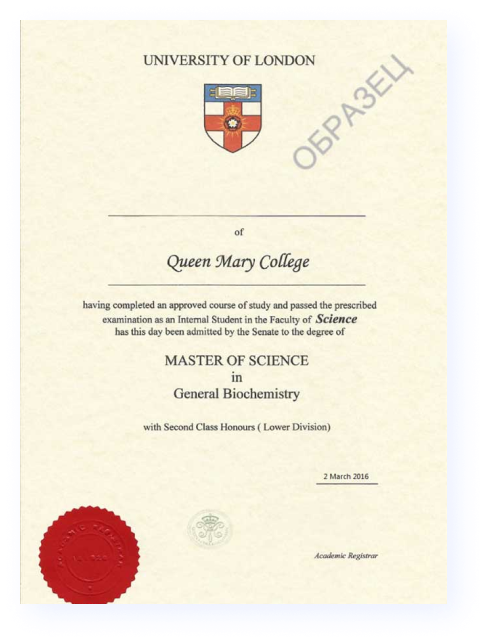 UNIVERSITY OF LONDON
ОБРАЗЕЦ
of
Queen Mary College
having completed an approved course of study and passed the prescribed
examination as an Internal Student in the Faculty of Science
has this day been admitted by the Senate to the degree of
MASTER OF SCIENCE
in
General Biochemistry
with Second Class Honours ( Lower Division)
2 March 2016
Academic Registrar